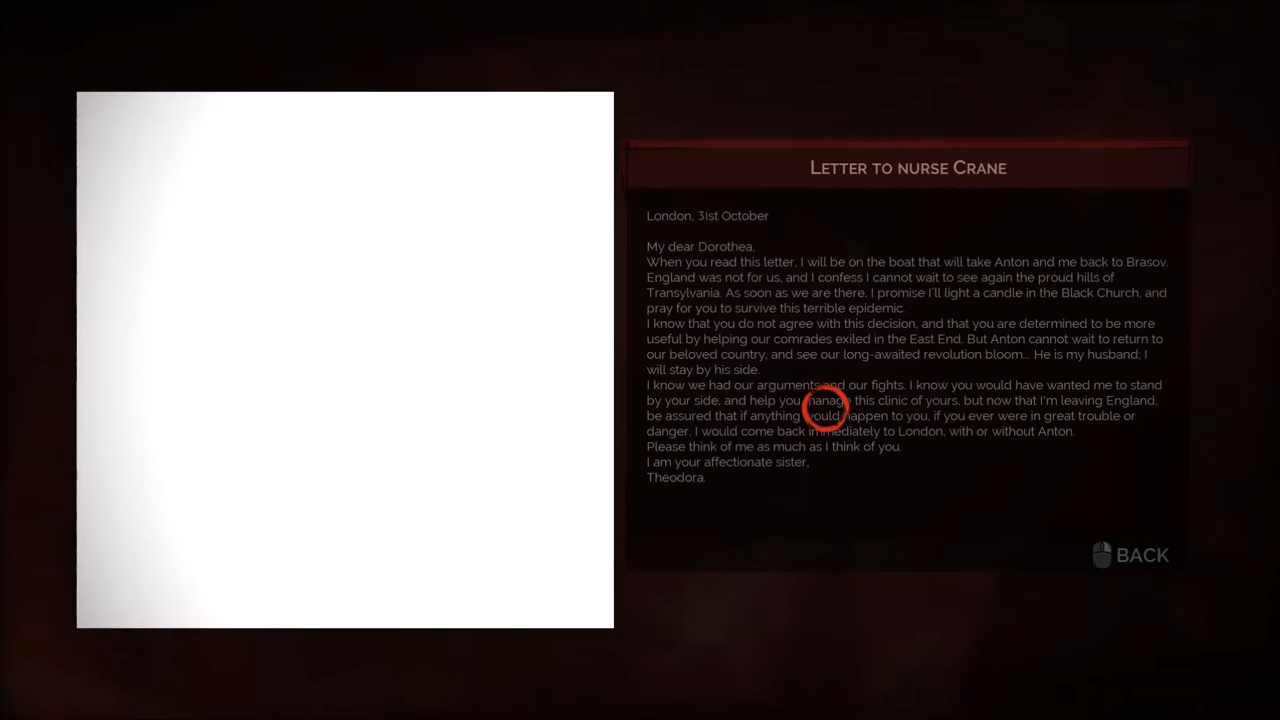 LETTER TO NURSE CRANE
London, 31st October
My dear Dorothea,
When you read this letter, I will be on the boat that will take Anton and me back to Brasov.
England was not for us, and I confess I cannot wait to see again the proud hills of
Transylvania. As soon as we are there, I promise I'll light a candle in the Black Church, and
pray for you to survive this terrible epidemic.
I know that you do not agree with this decision, and that you are determined to be more
useful by helping our comrades exiled in the East End. But Anton cannot wait to return to
our beloved country, and see our long-awaited revolution bloom... He is my husband; I
will stay by his side.
I know we had our arguments and our fights. I know you would have wanted me to stand
by your side, and help you manage this clinic of yours, but now that I'm leaving England,
be assured that if anything would happen to you, if you ever were in great trouble or
danger, I would come back immediately to London, with or without Anton.
Please think of me as much as I think of you.
I am your affectionate sister,
Theodora.
BACK